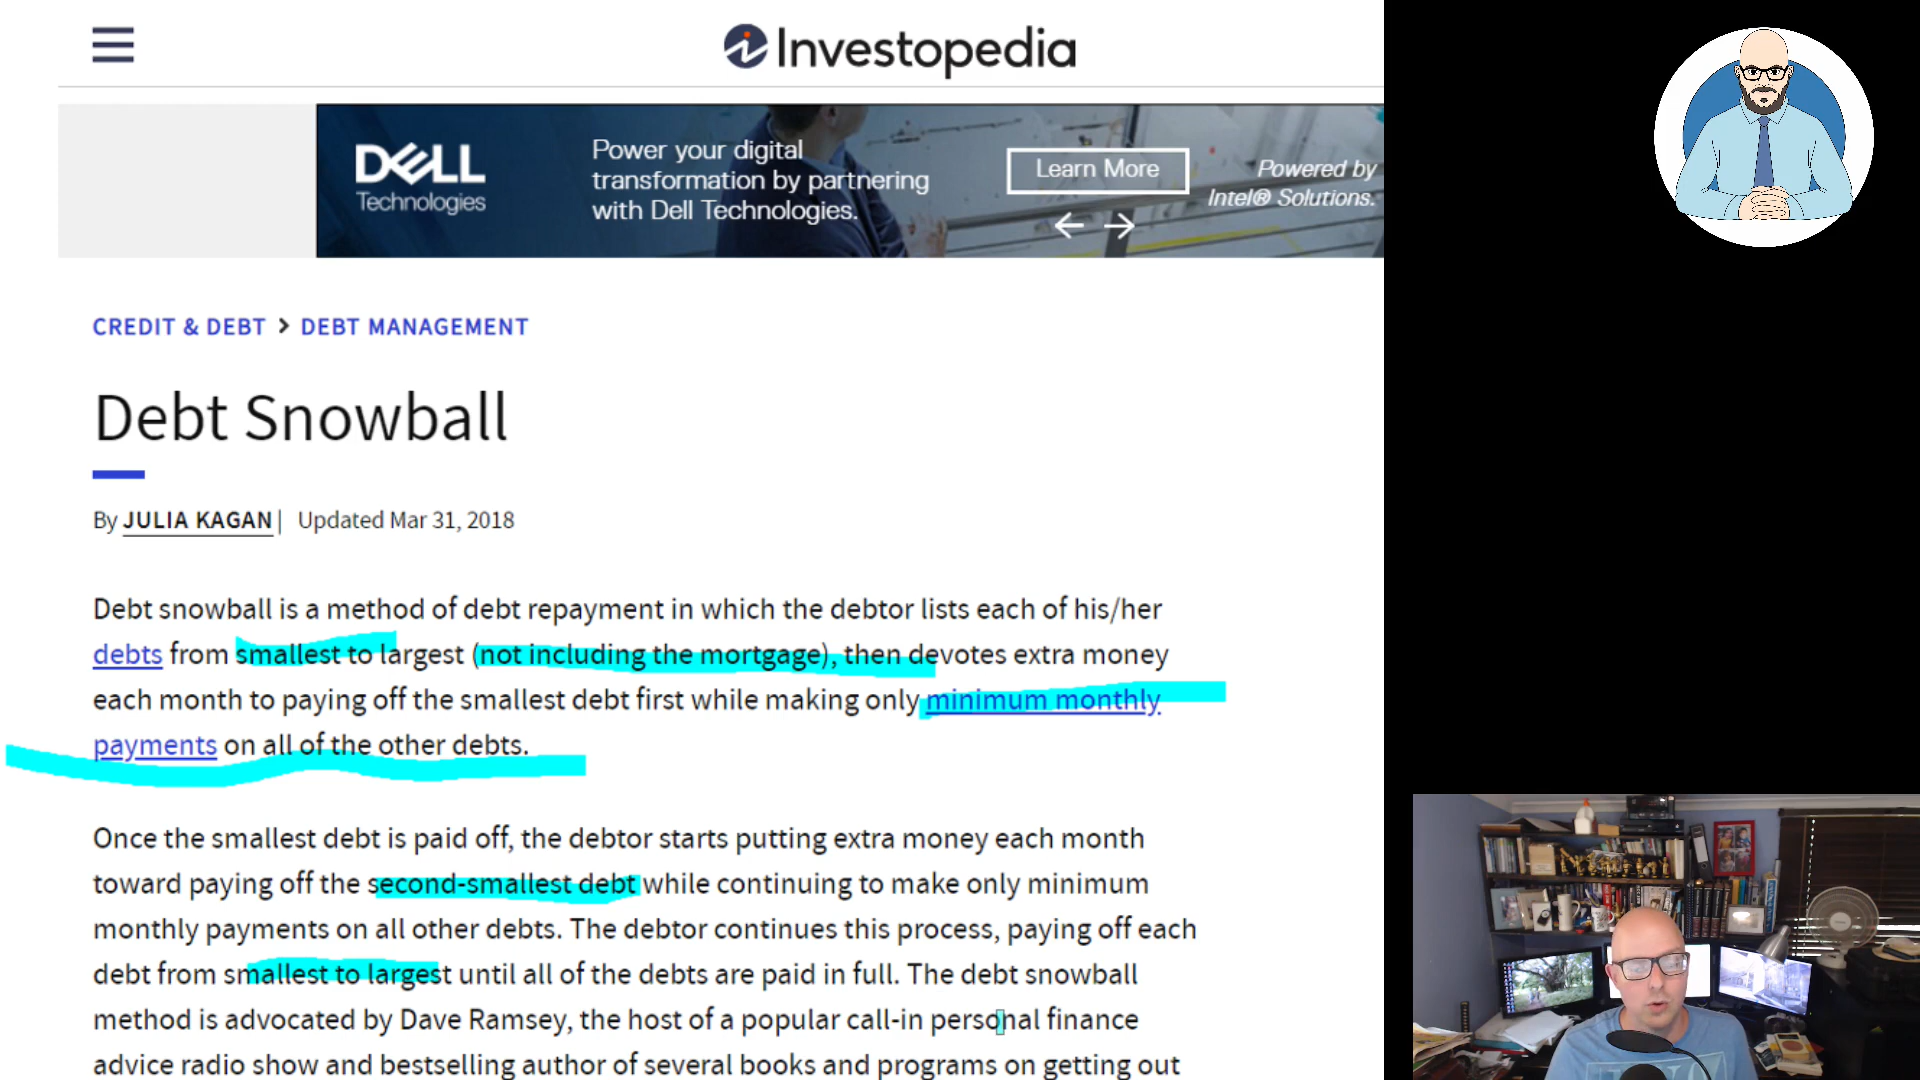 Investopedia
DELL
Technologies
Power your digital
transformation by partnering
with Dell Technologies.
Learn More
Powered by
Intel® Solutions.
CREDIT & DEBT > DEBT MANAGEMENT
Debt Snowball
By JULIA KAGAN | Updated Mar 31, 2018
Debt snowball is a method of debt repayment in which the debtor lists each of his/her
debts from smallest to largest (not including the mortgage), then devotes extra money
each month to paying off the smallest debt first while making only minimum monthly
payments on all of the other debts.
Once the smallest debt is paid off, the debtor starts putting extra money each month
toward paying off the second-smallest debt while continuing to make only minimum
monthly payments on all other debts. The debtor continues this process, paying off each
debt from smallest to largest until all of the debts are paid in full. The debt snowball
method is advocated by Dave Ramsey, the host of a popular call-in personal finance
advice radio show and bestselling author of several books and programs on getting out